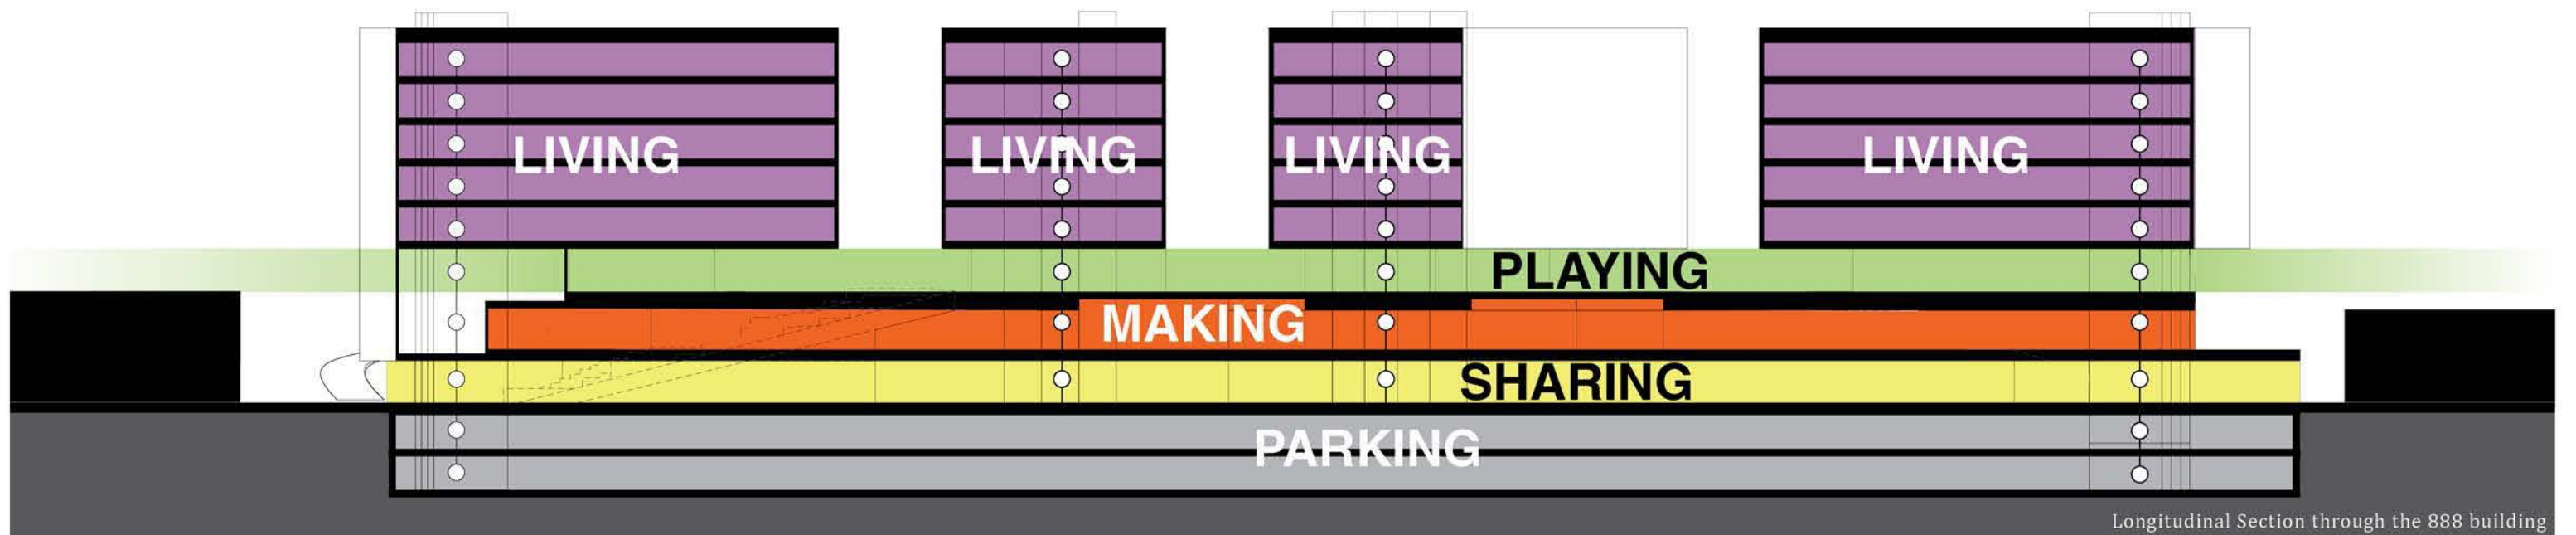 LIVING LIVING LIVING LIVING
PLAYING
MAKING
SHARING
PARKING
Longitudinal Section through the 888 building